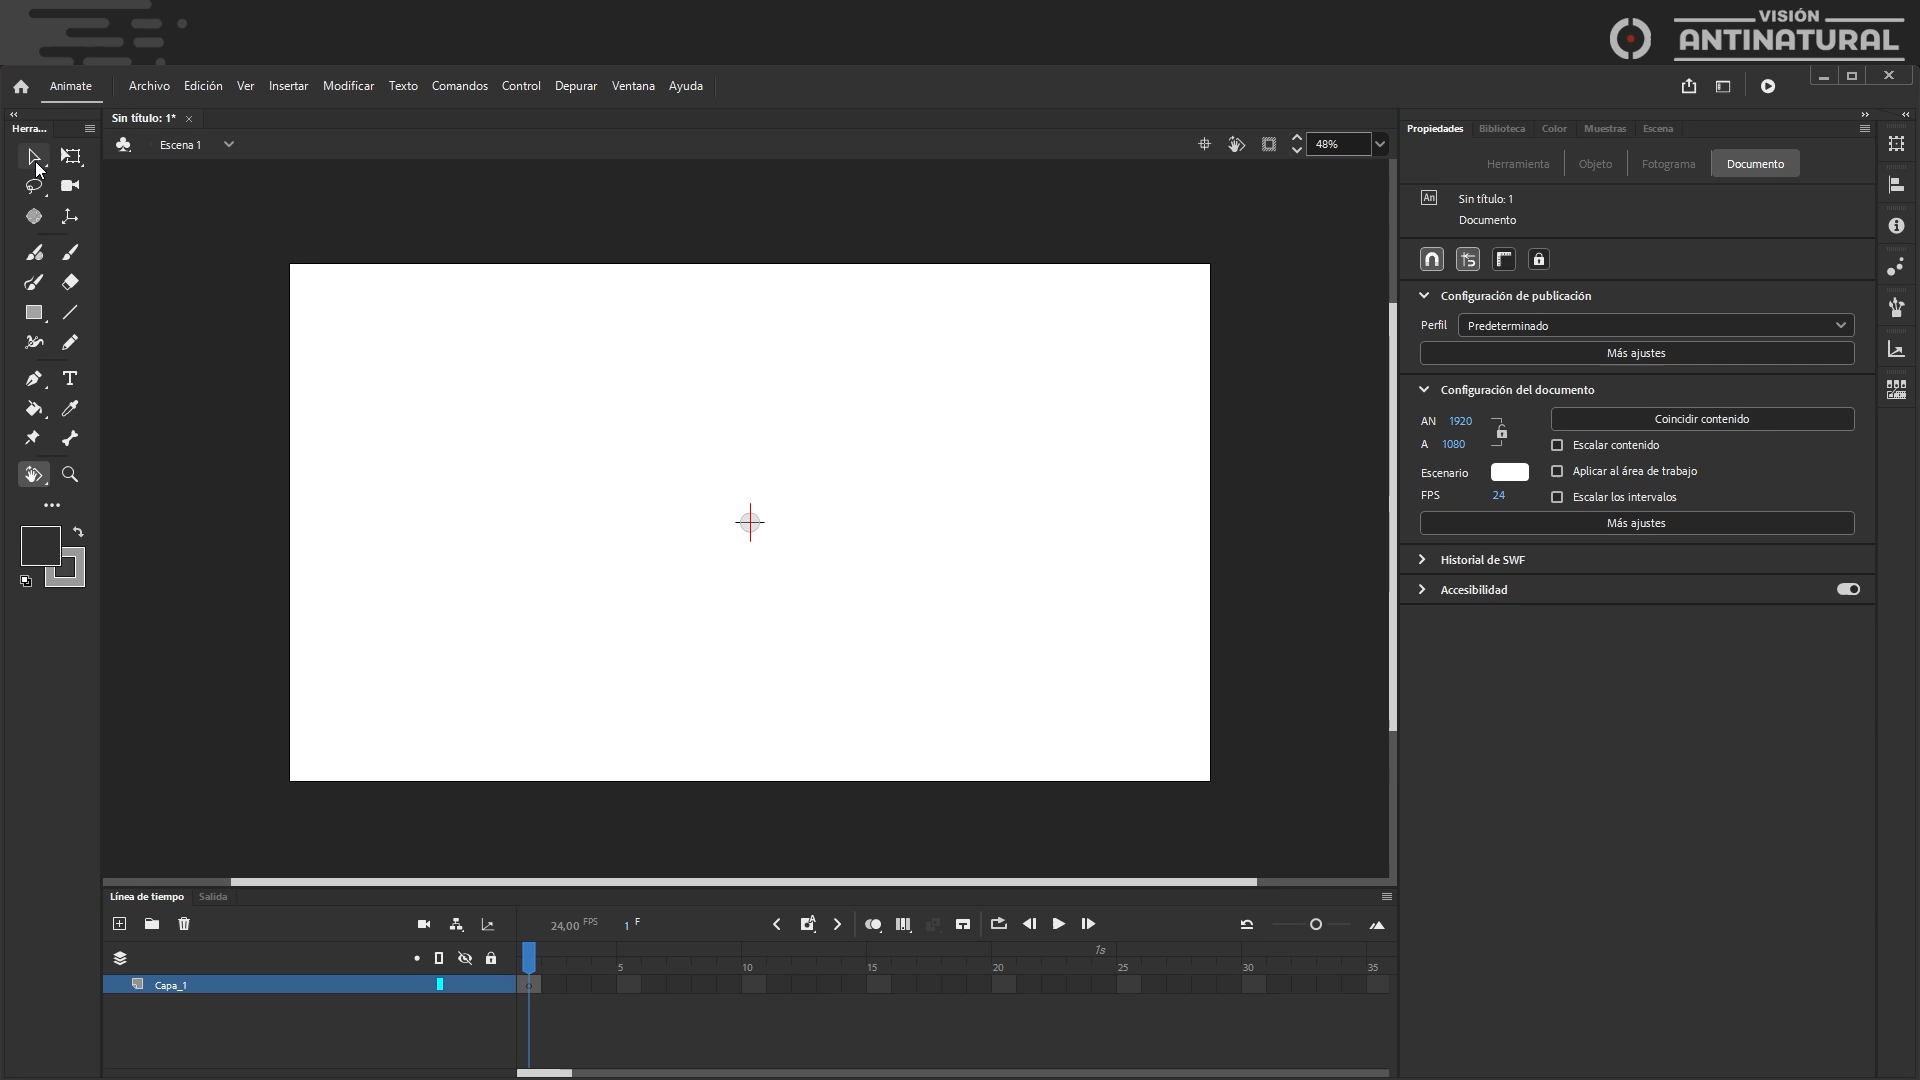 VISIÓN
ANTINATURAL
Animate
Archivo Edición Ver Insertar Modificar Texto Comandos Control Depurar Ventana Ayuda
Herra...
Sin título: 1*
Escena 1
48%
Propiedades Biblioteca Color Muestras Escena
Herramienta Objeto Fotograma Documento
An
Sin título: 1
Documento
Configuración de publicación
Perfil Predeterminado
Más ajustes
Configuración del documento
AN 1920
A 1080
Coincidir contenido
Escalar contenido
Escenario
Aplicar al área de trabajo
FPS 24
Escalar los intervalos
Más ajustes
Historial de SWF
Accesibilidad
T
Línea de tiempo Salida
24,00 FPS 1 F
1s
5 10 15 20 25 30 35
Capa_1